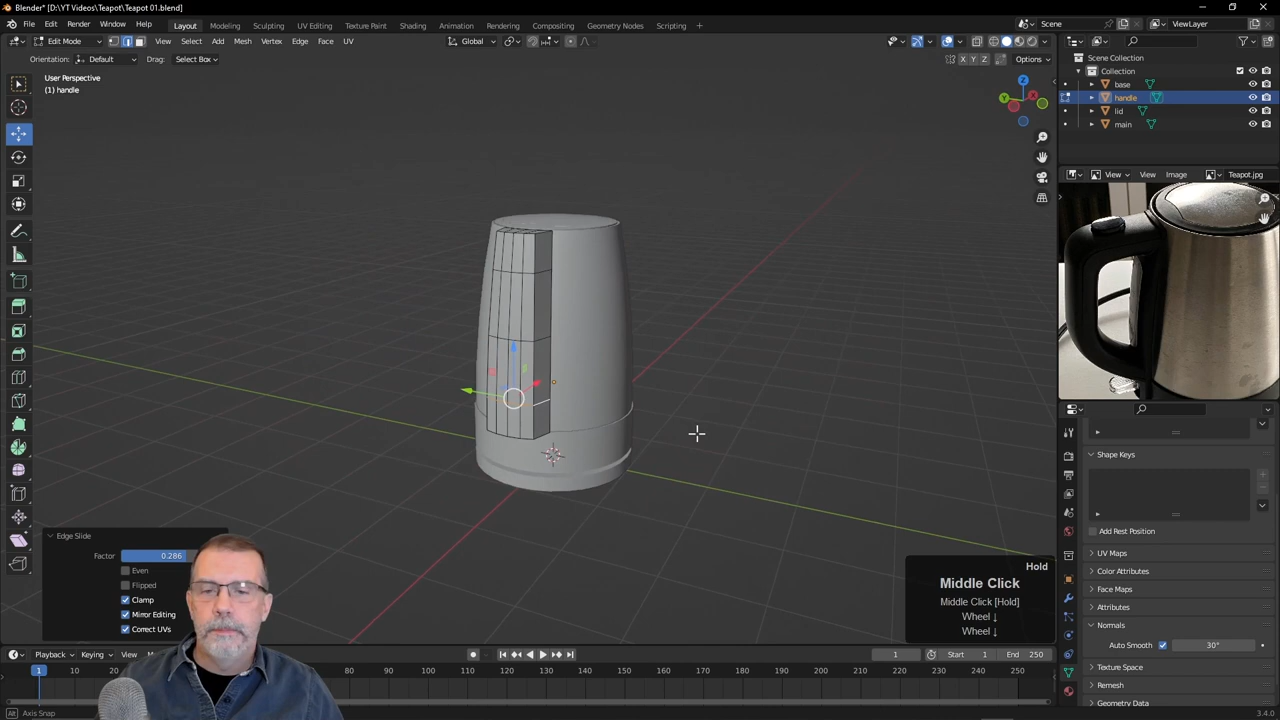 Blender* [D:\YT Videos\Teapot\Teapot 01.blend]
File Edit Render Window Help Layout Modeling Sculpting UV Editing Texture Paint Shading Animation Rendering Compositing Geometry Nodes Scripting + Scene ViewLayer
Edit Mode View Select Add Mesh Vertex Edge Face UV Global
Orientation: Default Drag: Select Box X Y Z Options
User Perspective
(1) handle
Scene Collection
Collection
base
handle
lid
main
View View Image Teapot.jpg
Shape Keys
Add Rest Position
UV Maps
Color Attributes
Face Maps
Attributes
Normals
Auto Smooth 30°
Texture Space
Remesh
Geometry Data
Edge Slide
Factor 0.286
Even
Flipped
Clamp
Mirror Editing
Correct UVs
Hold
Middle Click
Middle Click [Hold]
Wheel ↓
Wheel ↓
Playback Keying View 1 Start 1 End 250
1 10 20 80 90 100 110 120 130 140 150 160 170 180 190 200 210 220 230 240 250
Axis Snap 3.4.0